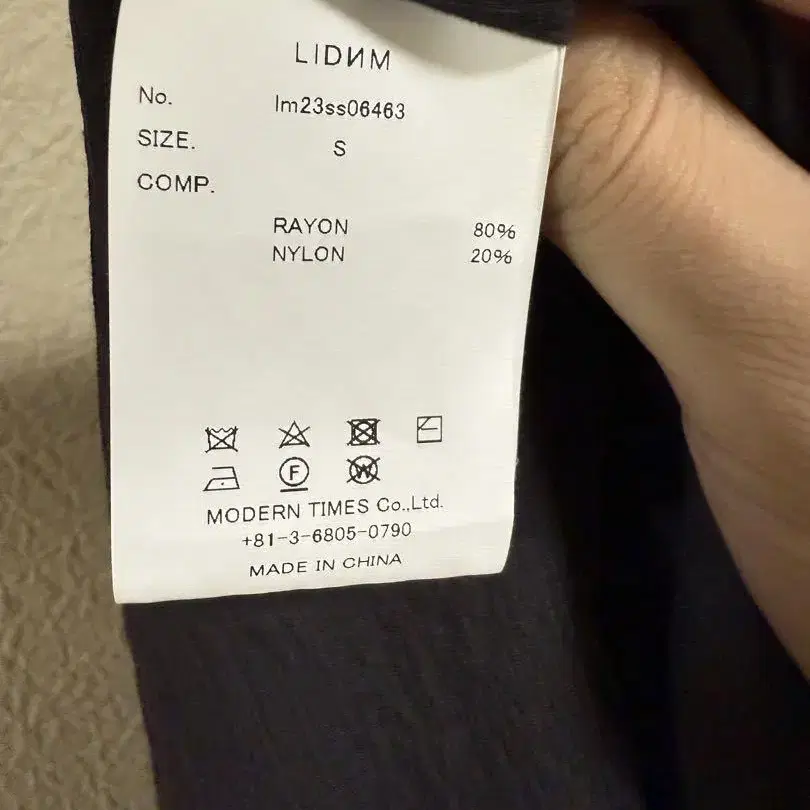 LIDИM
No. lm23ss06463
SIZE. S
COMP.
RAYON 80%
NYLON 20%
F W
MODERN TIMES Co.,Ltd.
+81-3-6805-0790
MADE IN CHINA